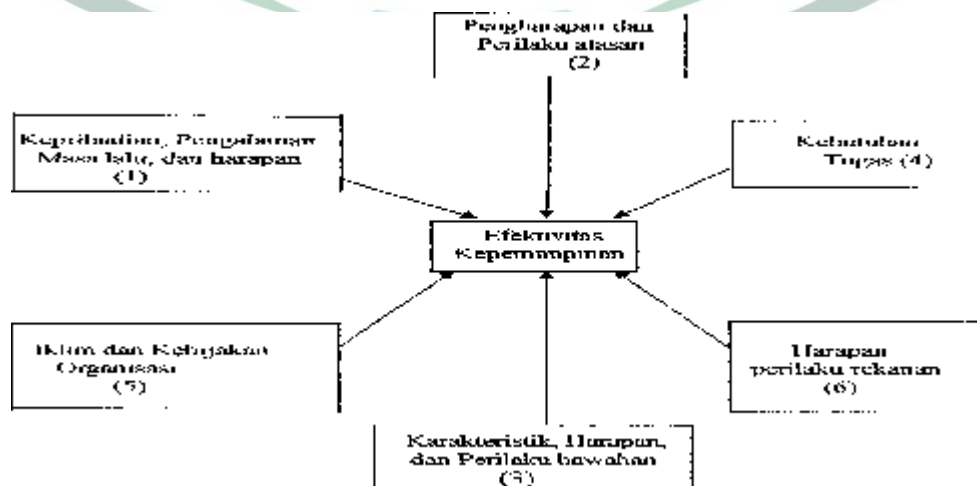 Pengharapan dan
Perilaku atasan
(2)
Kepribadian, Pengalaman
Masa lalu, dan harapan
(1)
Kebutuhan
Tugas (4)
Efektivitas
Kepemimpinan
Iklim dan Kebijakan
Organisasi
(5)
Harapan
perilaku rekanan
(6)
Karakteristik, Harapan,
dan Perilaku bawahan
(3)